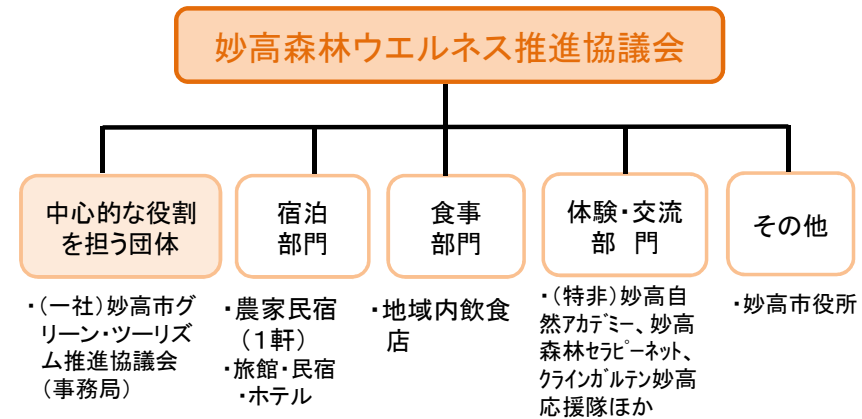 妙高森林ウエルネス推進協議会
中心的な役割
を担う団体
・(一社)妙高市グ
リーン・ツーリズ
ム推進協議会
(事務局)
宿泊
部門
・農家民宿
(1軒)
・旅館・民宿
・ホテル
食事
部門
・地域内飲食
店
体験・交流
部 門
・(特非)妙高自
然アカデミー、妙高
森林セラピーネット、
クラインガルテン妙高
応援隊ほか
その他
・妙高市役所